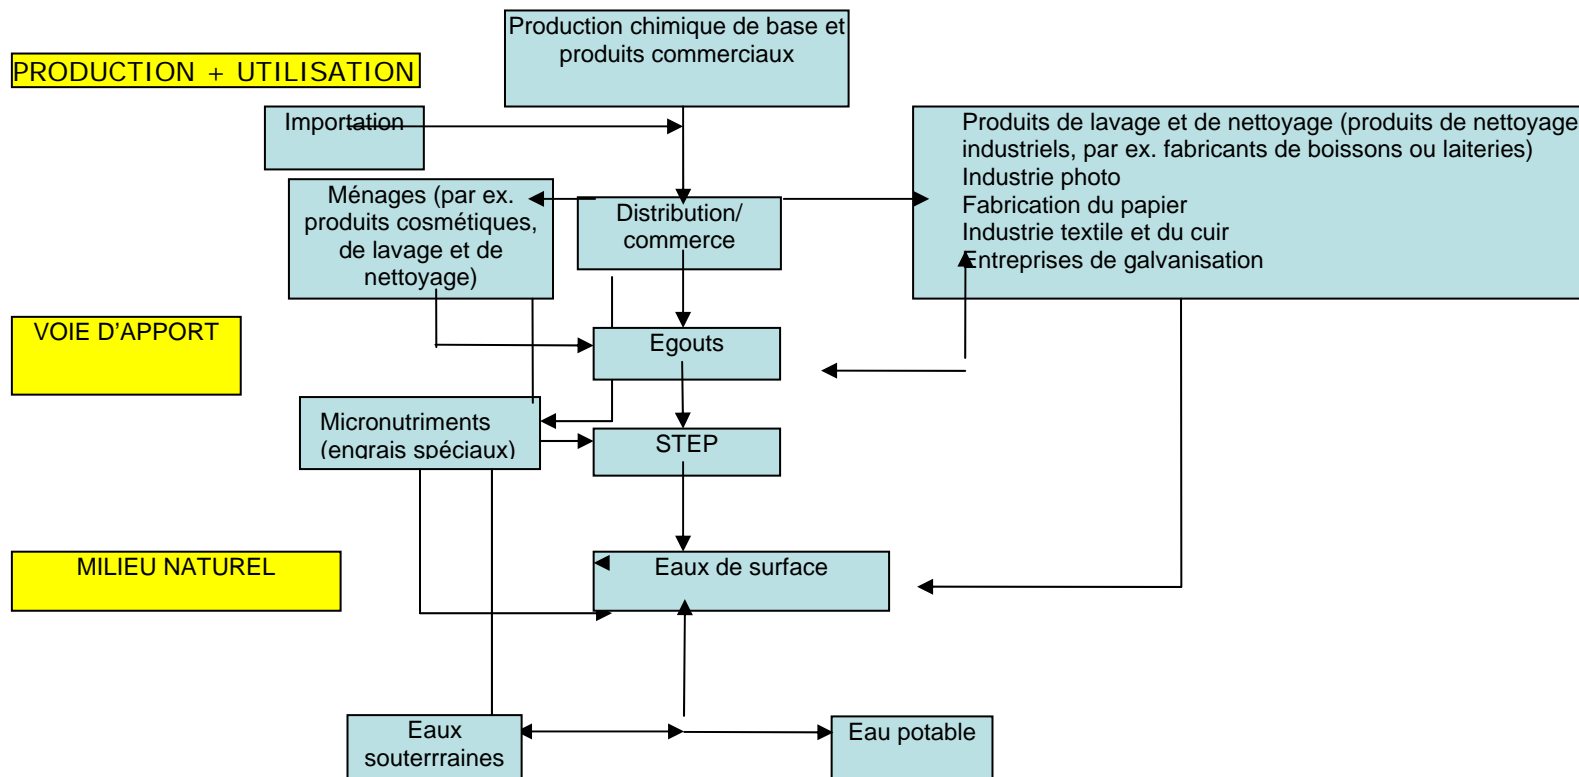 Production chimique de base et
produits commerciaux
PRODUCTION + UTILISATION
Importation
Produits de lavage et de nettoyage (produits de nettoyage
industriels, par ex. fabricants de boissons ou laiteries)
Industrie photo
Fabrication du papier
Industrie textile et du cuir
Entreprises de galvanisation
Ménages (par ex.
produits cosmétiques,
de lavage et de
nettoyage)
Distribution/
commerce
VOIE D'APPORT
Egouts
Micronutriments
(engrais spéciaux)
STEP
MILIEU NATUREL
Eaux de surface
Eaux
souterrraines
Eau potable